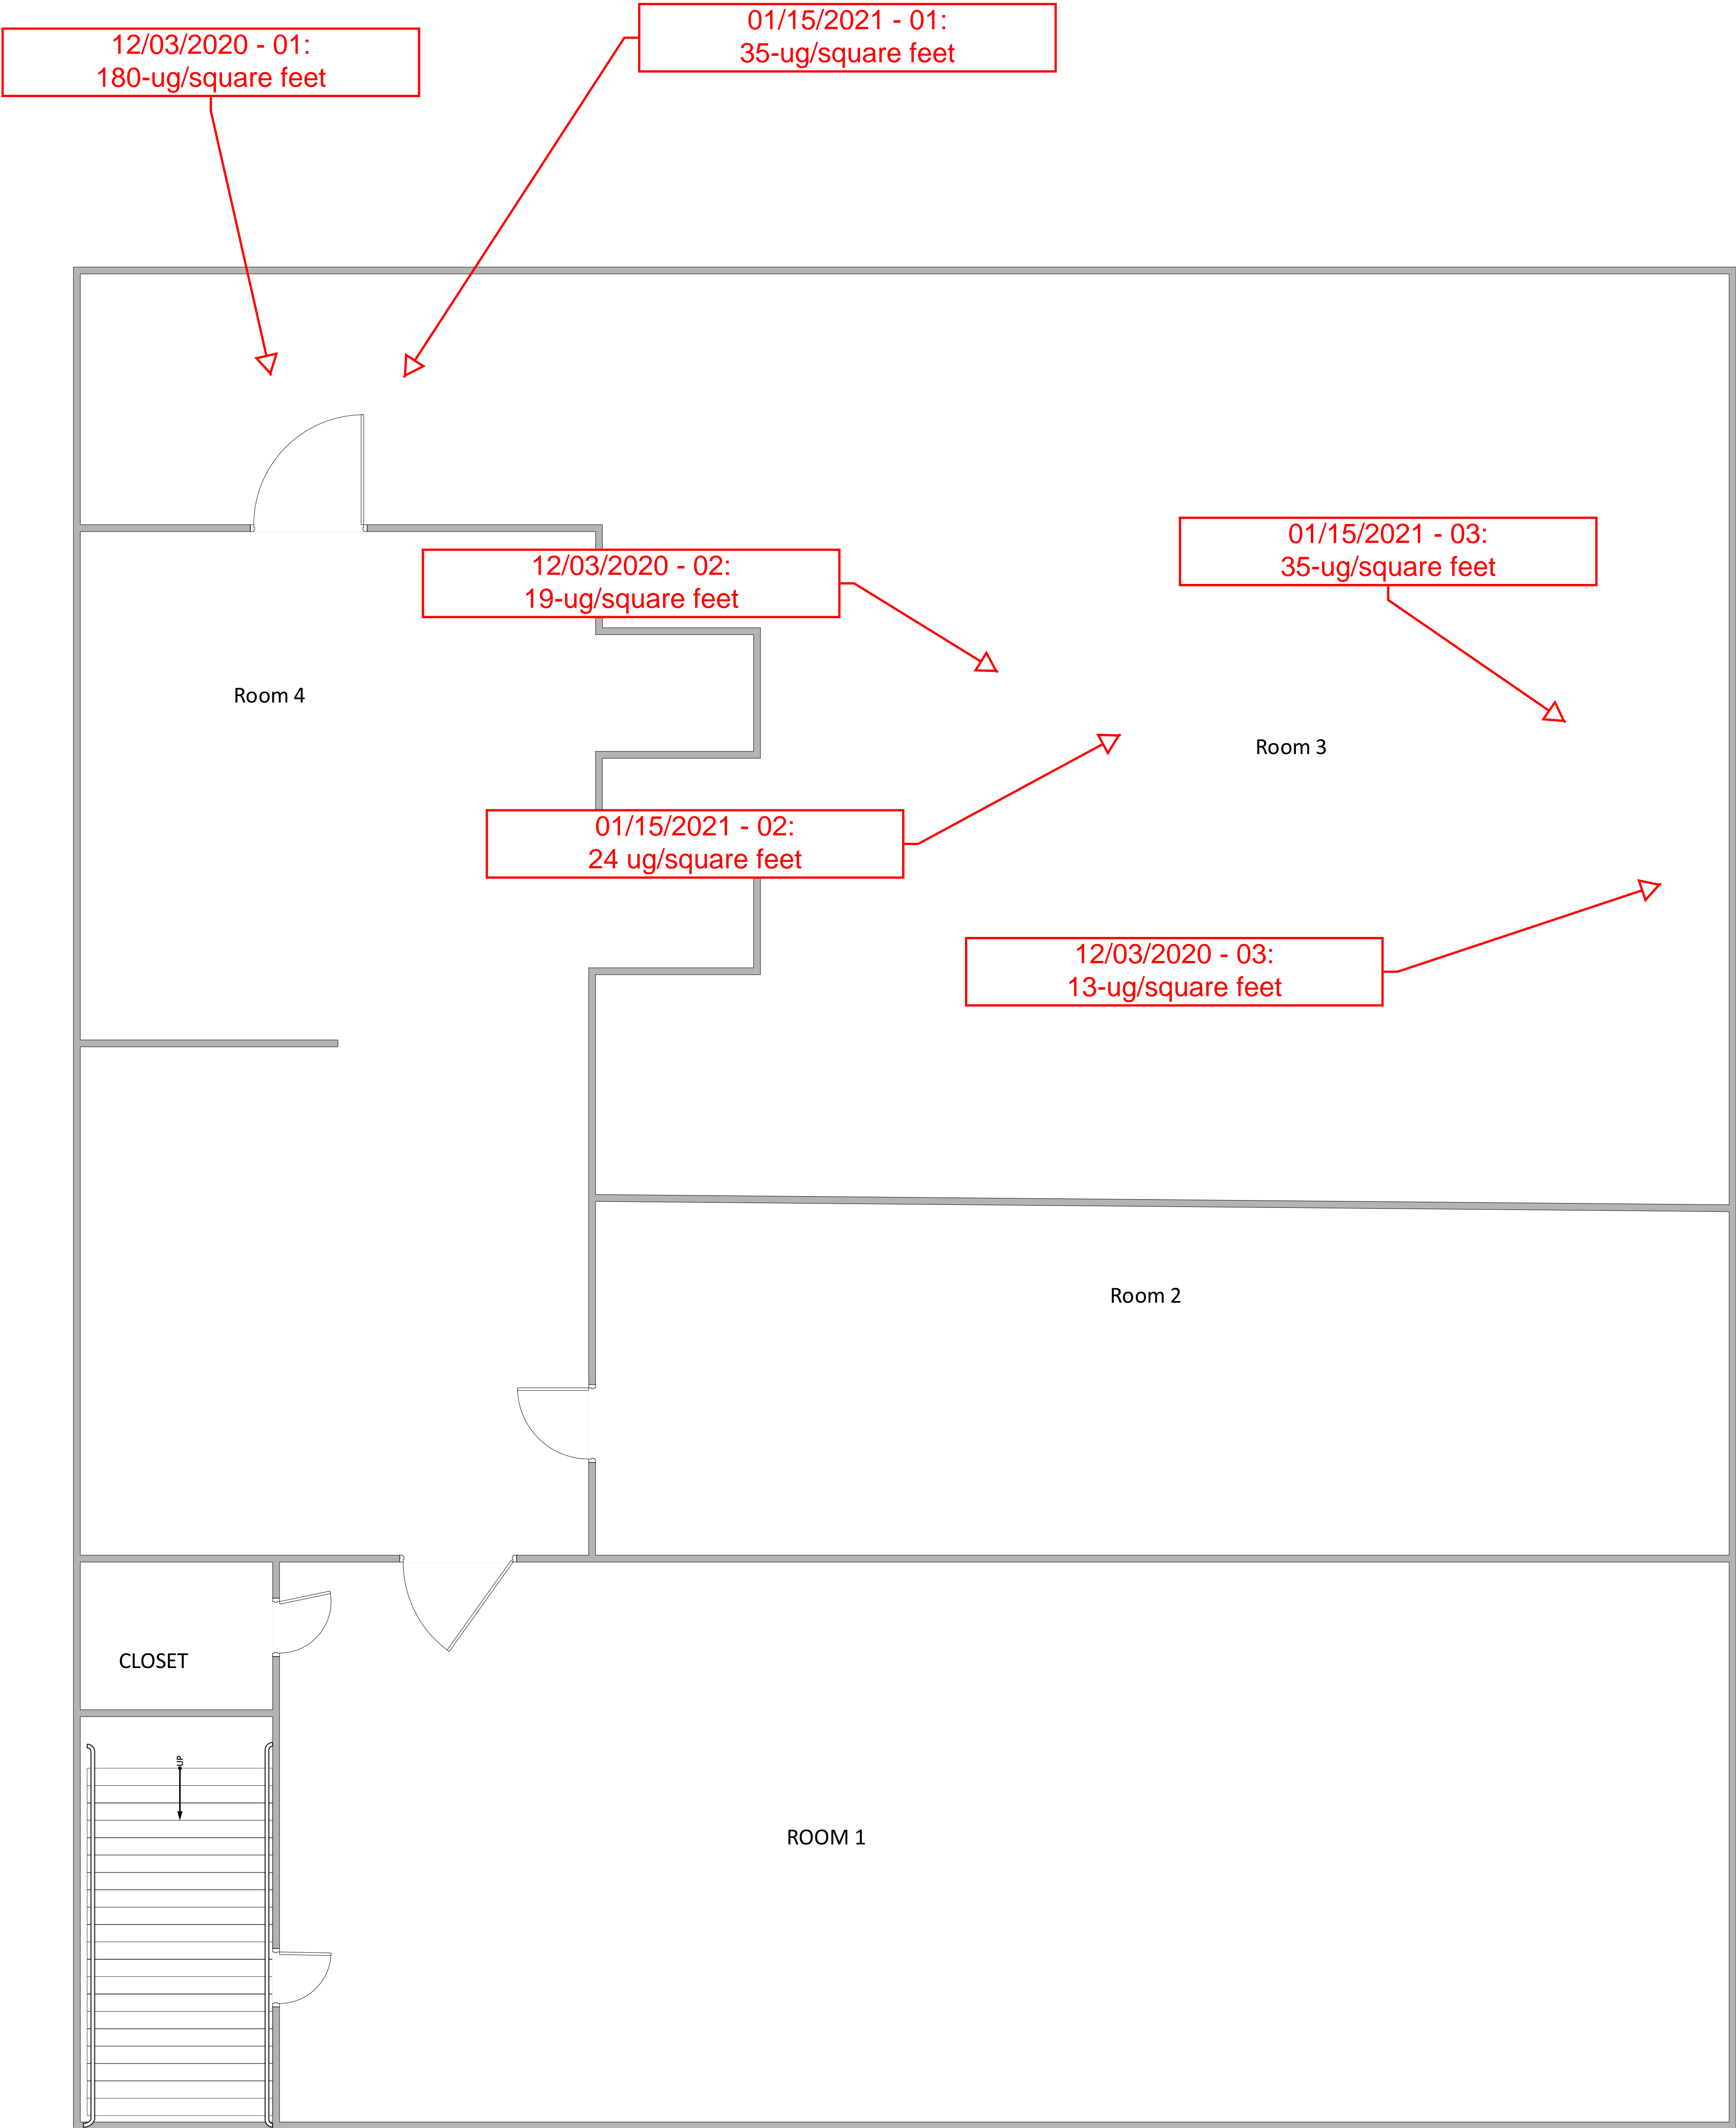 01/15/2021 - 01:
35-ug/square feet
12/03/2020 - 01:
180-ug/square feet
01/15/2021 - 03:
35-ug/square feet
12/03/2020 - 02:
19-ug/square feet
Room 4
Room 3
01/15/2021 - 02:
24 ug/square feet
12/03/2020 - 03:
13-ug/square feet
Room 2
CLOSET
UP
ROOM 1